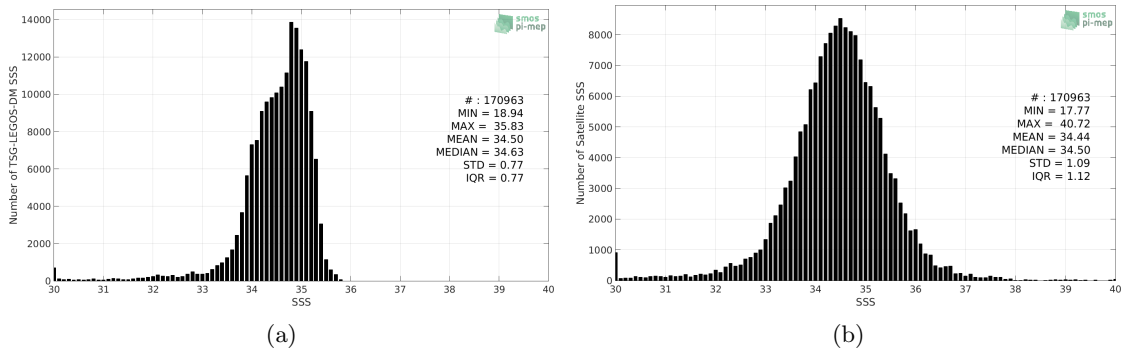 14000
12000
10000
8000
6000
4000
2000
0
Number of TSG-LEGOS-DM SSS
smos
pi-mep
# : 170963
MIN = 18.94
MAX = 35.83
MEAN = 34.50
MEDIAN = 34.63
STD = 0.77
IQR = 0.77
30 31 32 33 34 35 36 37 38 39 40
SSS
(a)
8000
7000
6000
5000
4000
3000
2000
1000
0
Number of Satellite SSS
smos
pi-mep
# : 170963
MIN = 17.77
MAX = 40.72
MEAN = 34.44
MEDIAN = 34.50
STD = 1.09
IQR = 1.12
30 31 32 33 34 35 36 37 38 39 40
SSS
(b)